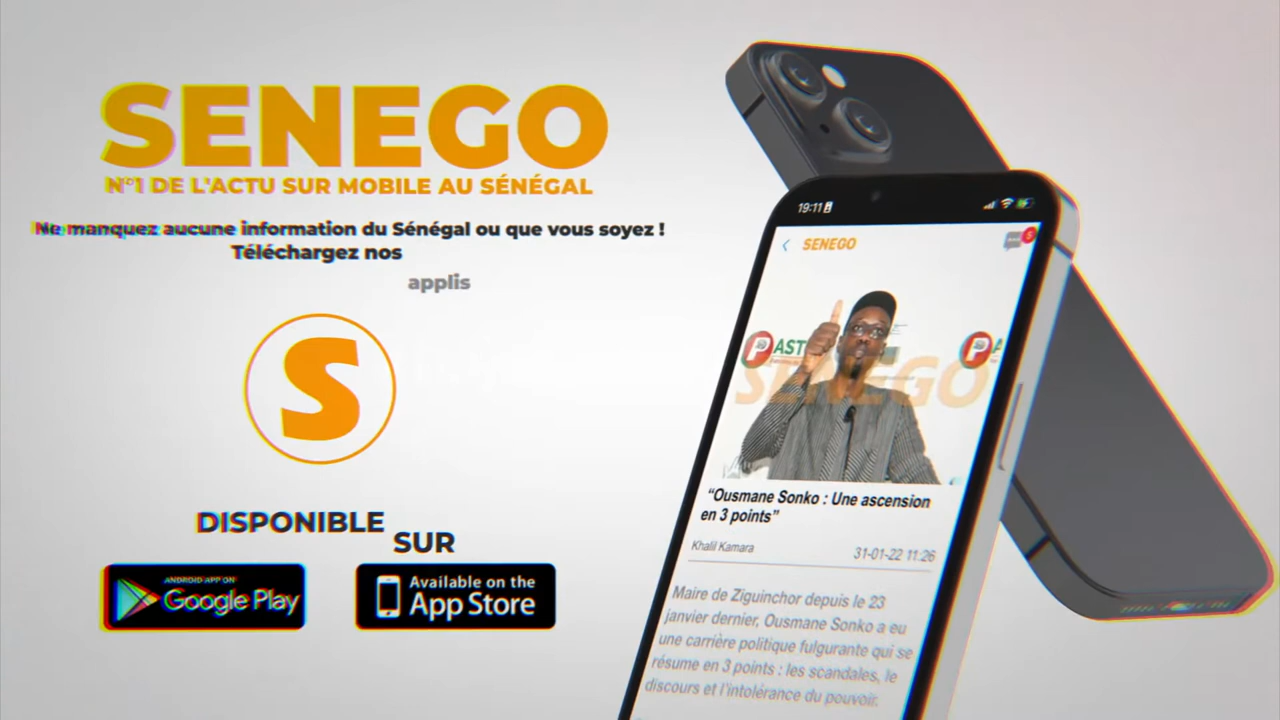 SENEGO
N°1 DE L'ACTU SUR MOBILE AU SÉNÉGAL
Ne manquez aucune information du Sénégal ou que vous soyez !
Téléchargez nos
applis
S
DISPONIBLE
SUR
ANDROID APP ON
Google Play
Available on the
App Store
19:11
SENEGO
5
PAST
PA
SENEGO
“Ousmane Sonko : Une ascension
en 3 points”
Khalil Kamara
31-01-22 11:26
Maire de Ziguinchor depuis le 23
janvier dernier, Ousmane Sonko a eu
une carrière politique fulgurante qui se
résume en 3 points : les scandales, le
discours et l'intolérance du pouvoir.